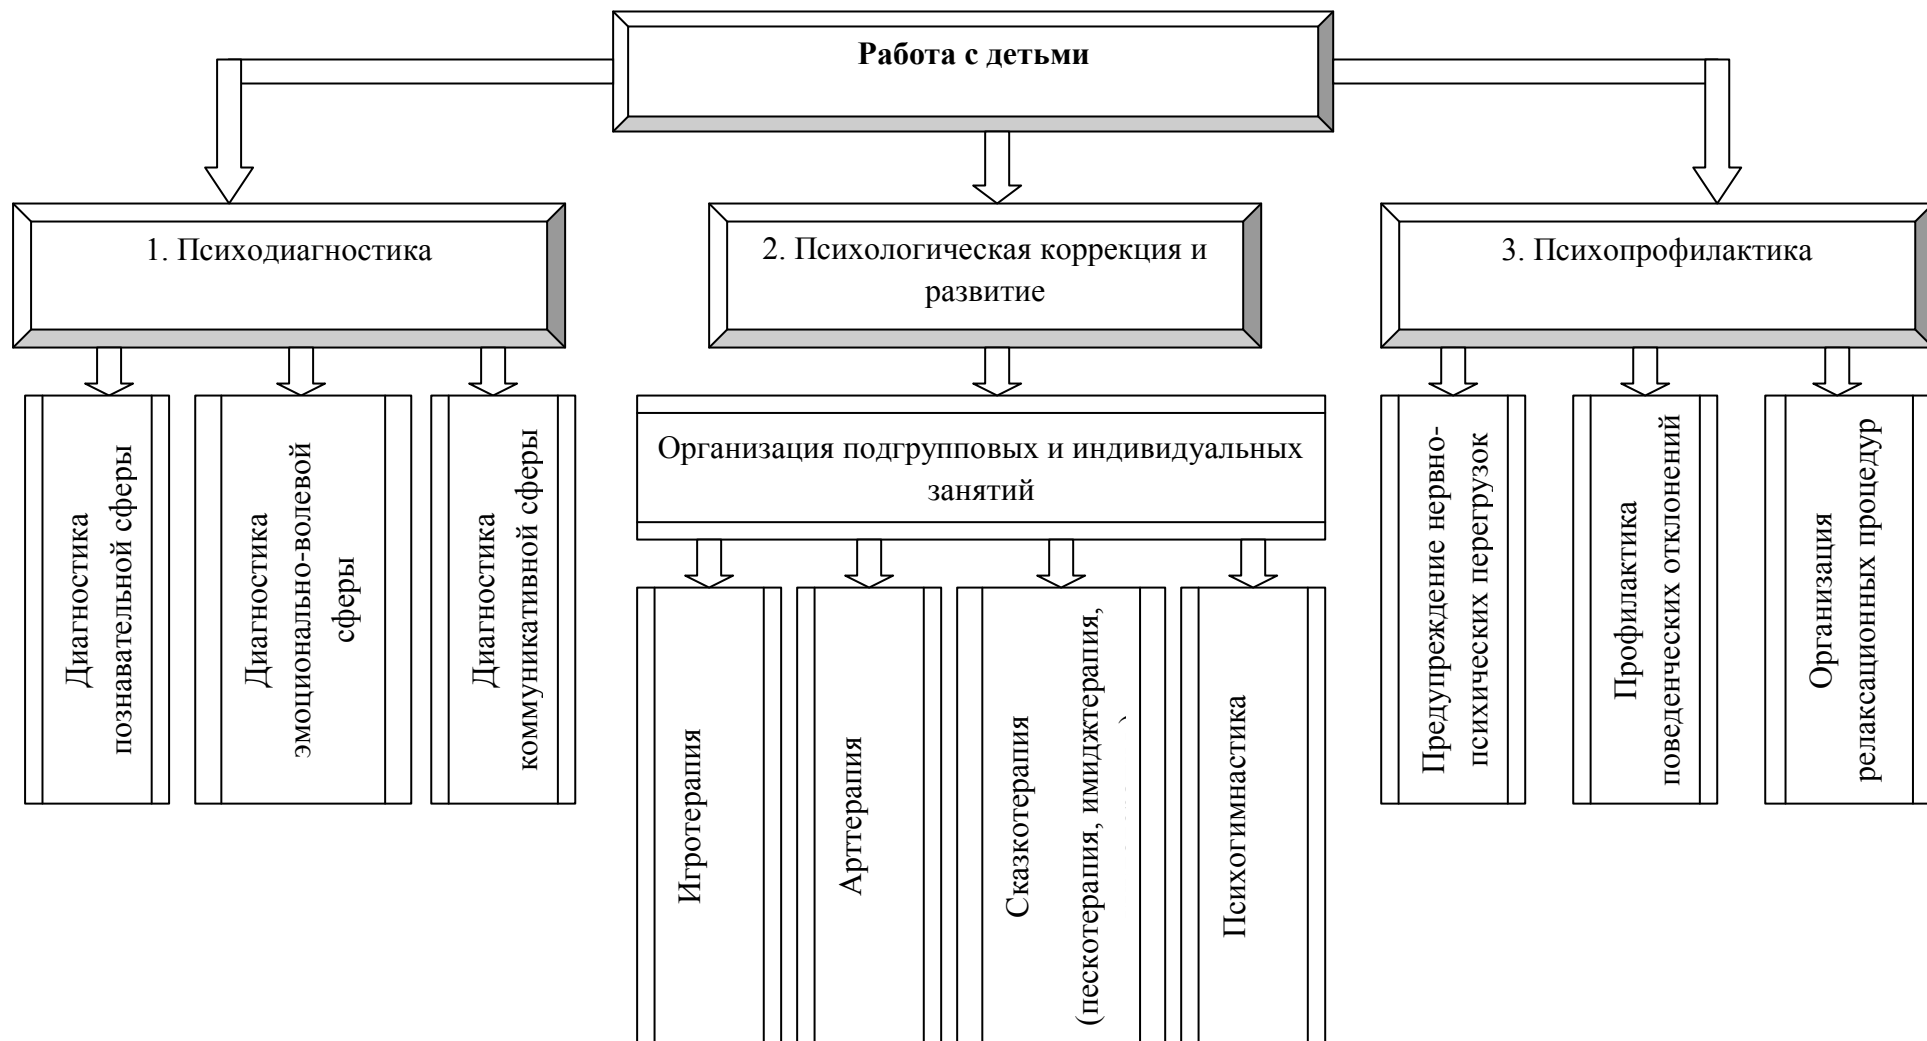 Работа с детьми
1. Психодиагностика
2. Психологическая коррекция и
развитие
3. Психопрофилактика
Диагностика
познавательной сферы
Диагностика
эмоционально-волевой
сферы
Диагностика
коммуникативной сферы
Организация подгрупповых и индивидуальных
занятий
Предупреждение нервно-
психических перегрузок
Профилактика
поведенческих отклонений
Организация
релаксационных процедур
Игротерапия
Арттерапия
Сказкотерапия
(пескотерапия, имиджтерапия,
Психогимнастика